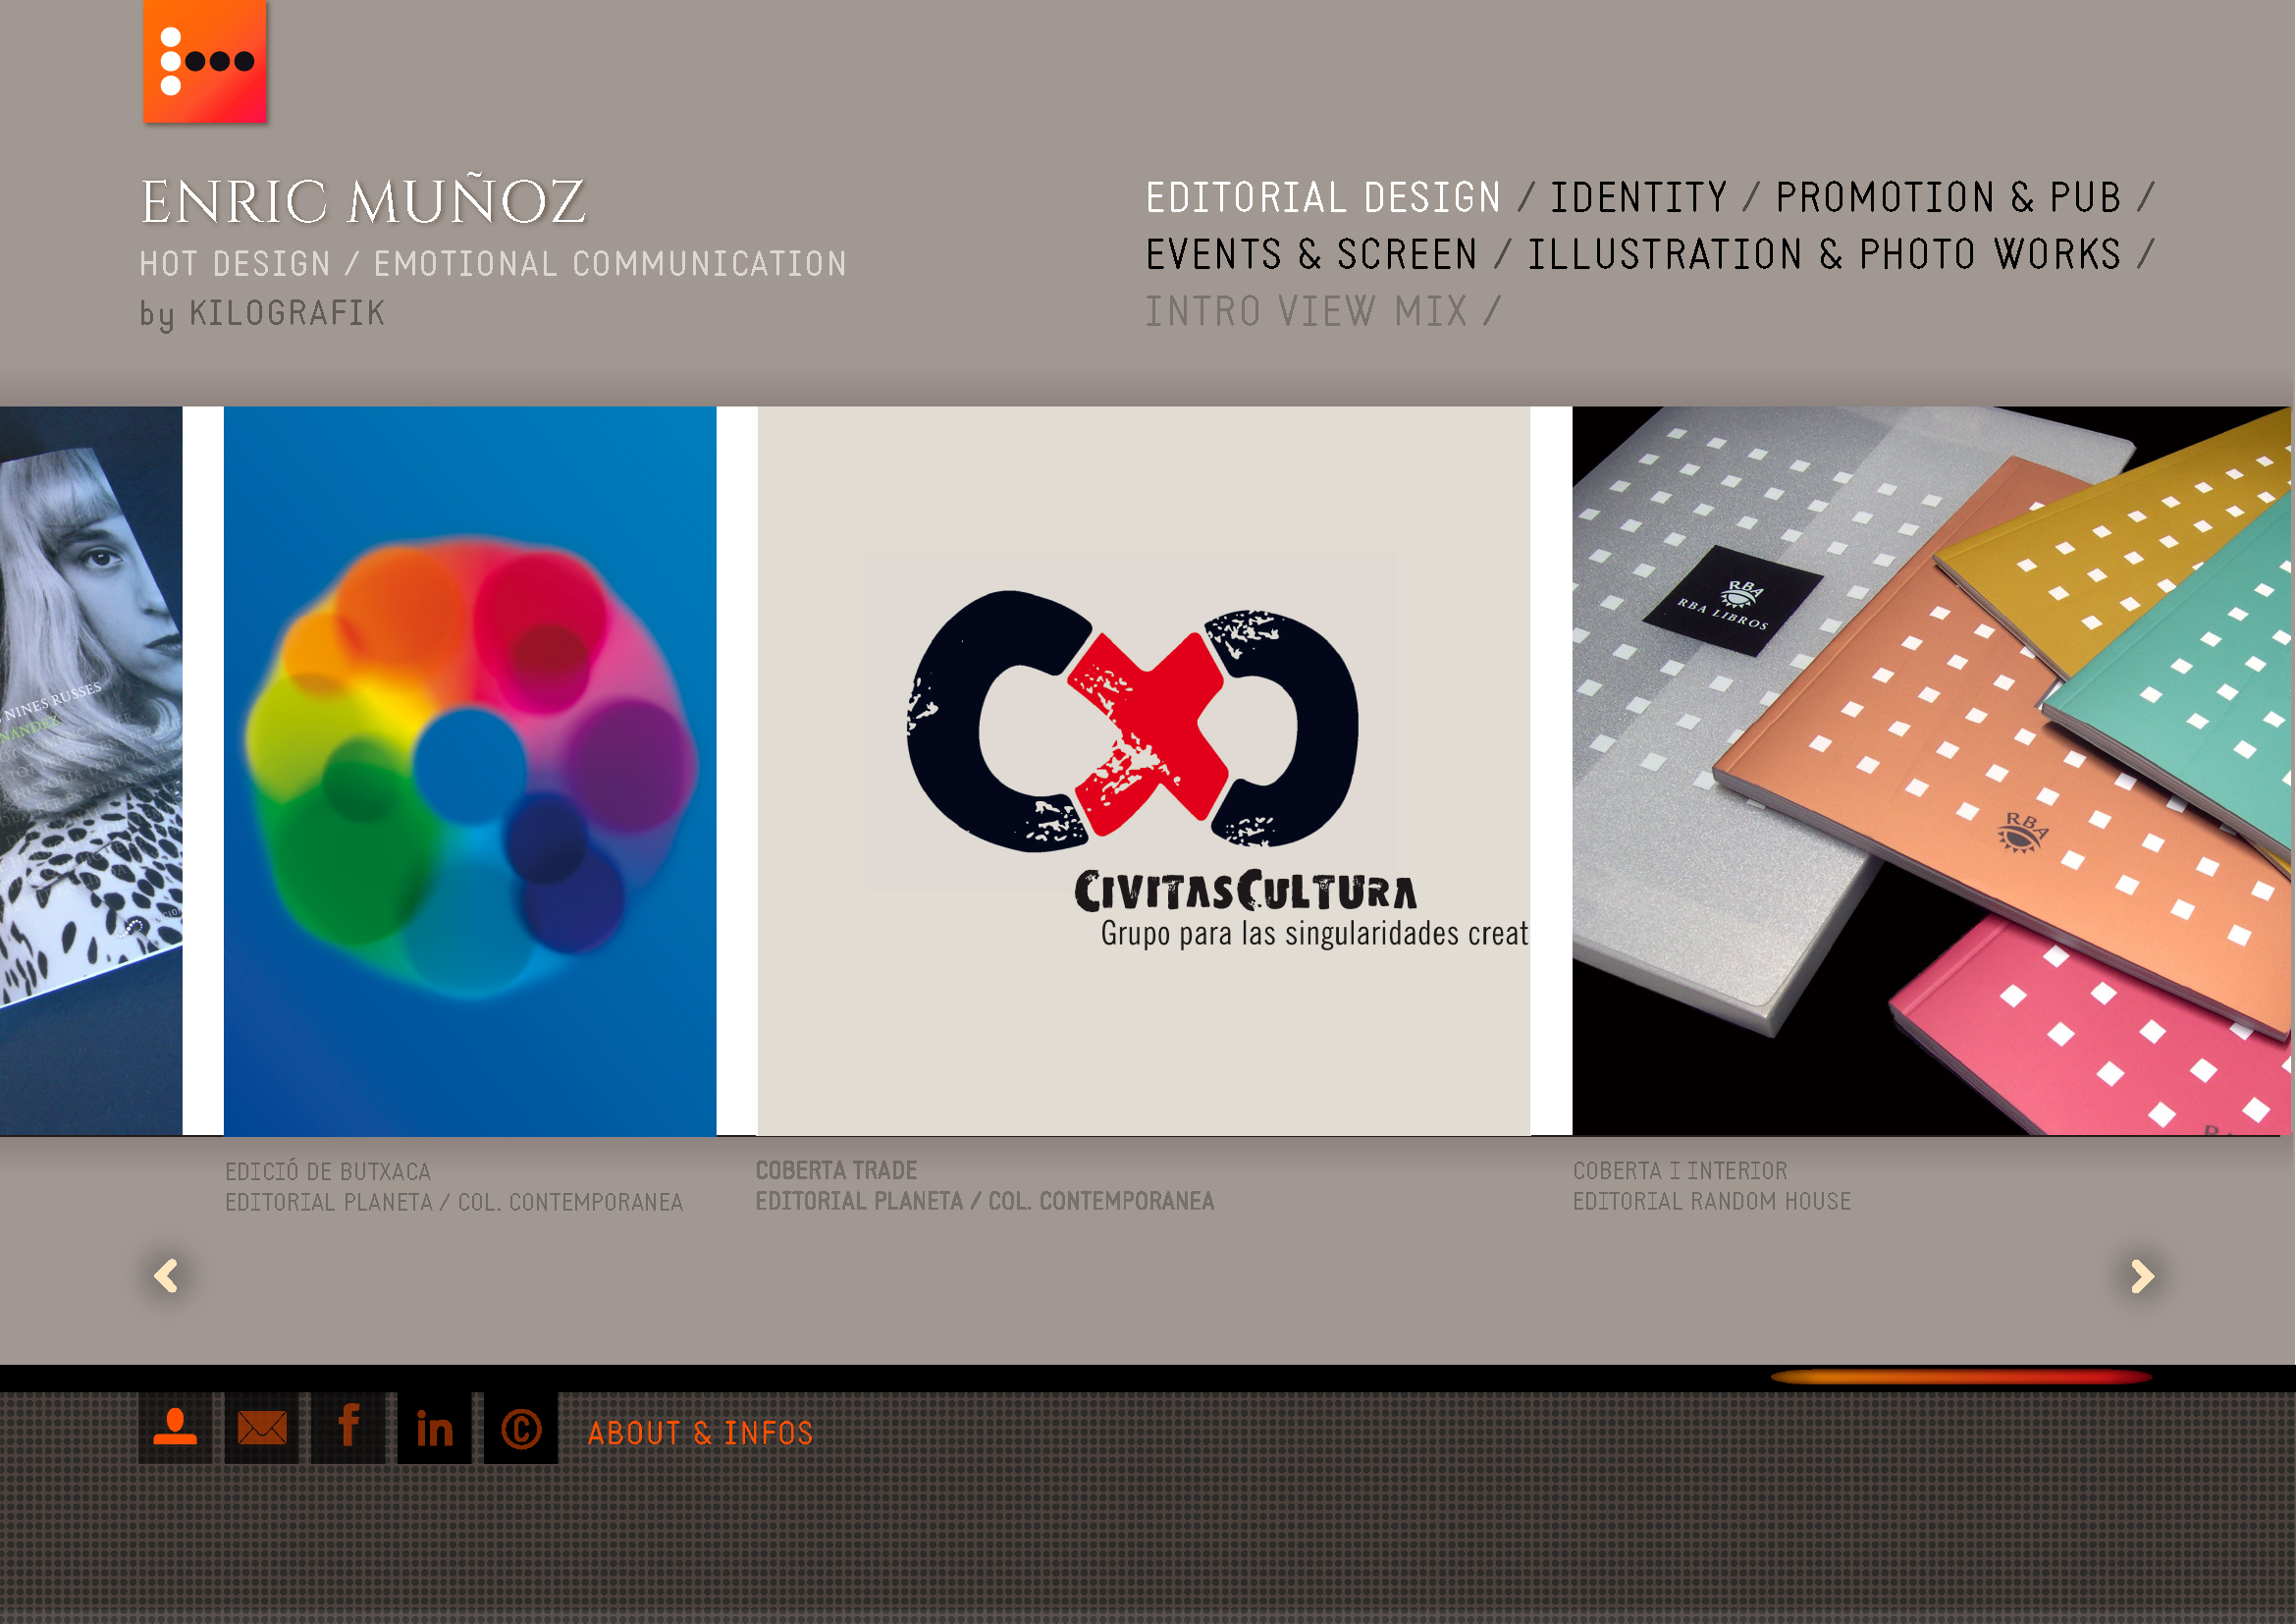 ENRIC MUÑOZ
HOT DESIGN / EMOTIONAL COMMUNICATION
by KILOGRAFIK
EDITORIAL DESIGN / IDENTITY / PROMOTION & PUB /
EVENTS & SCREEN / ILLUSTRATION & PHOTO WORKS /
INTRO VIEW MIX /
NINES RUSSES
CIVITASCULTURA
Grupo para las singularidades creat
RBA
RBA LIBROS
RBA
EDICIÓ DE BUTXACA
EDITORIAL PLANETA / COL. CONTEMPORANEA
COBERTA TRADE
EDITORIAL PLANETA / COL. CONTEMPORANEA
COBERTA I INTERIOR
EDITORIAL RANDOM HOUSE
f
in
©
ABOUT & INFOS